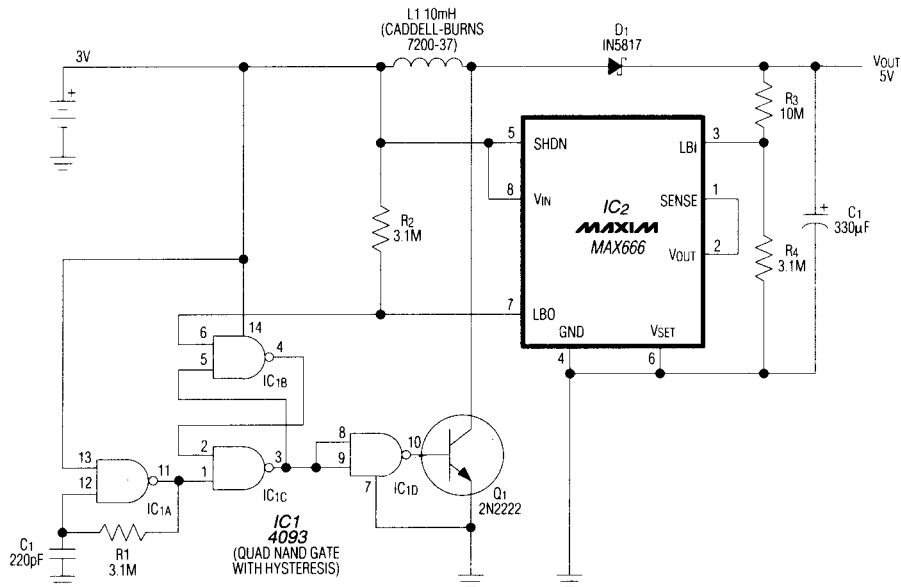 L1 10mH
(CADDELL-BURNS
7200-37)
D1
IN5817
3V
VOUT
5V
+
R3
10M
5
SHDN
LBI
3
8
VIN
SENSE
1
IC2
MAXIM
MAX666
VOUT
2
+
C1
330µF
R2
3.1M
R4
3.1M
7
LBO
GND
4
VSET
6
6
14
5
4
IC1B
2
1
3
IC1C
8
9
10
7
IC1D
Q1
2N2222
13
12
11
IC1A
C1
220pF
R1
3.1M
IC1
4093
(QUAD NAND GATE
WITH HYSTERESIS)